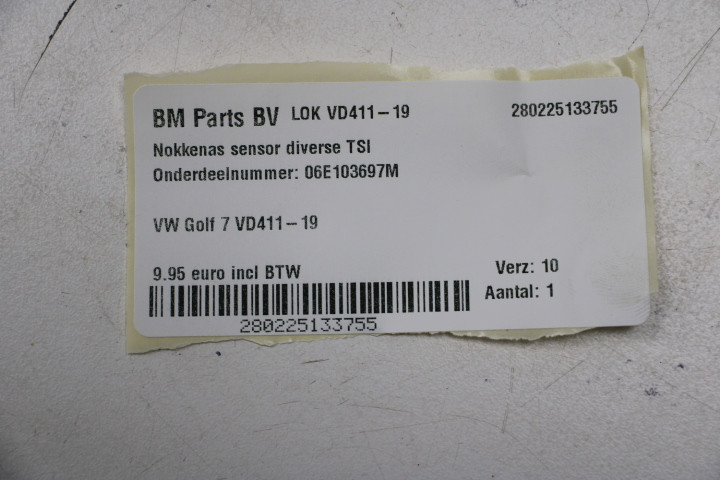 BM Parts BV LOK VD411-19 280225133755
Nokkenas sensor diverse TSI
Onderdeelnummer: 06E103697M
VW Golf 7 VD411-19
9.95 euro incl BTW Verz: 10
Aantal: 1
280225133755